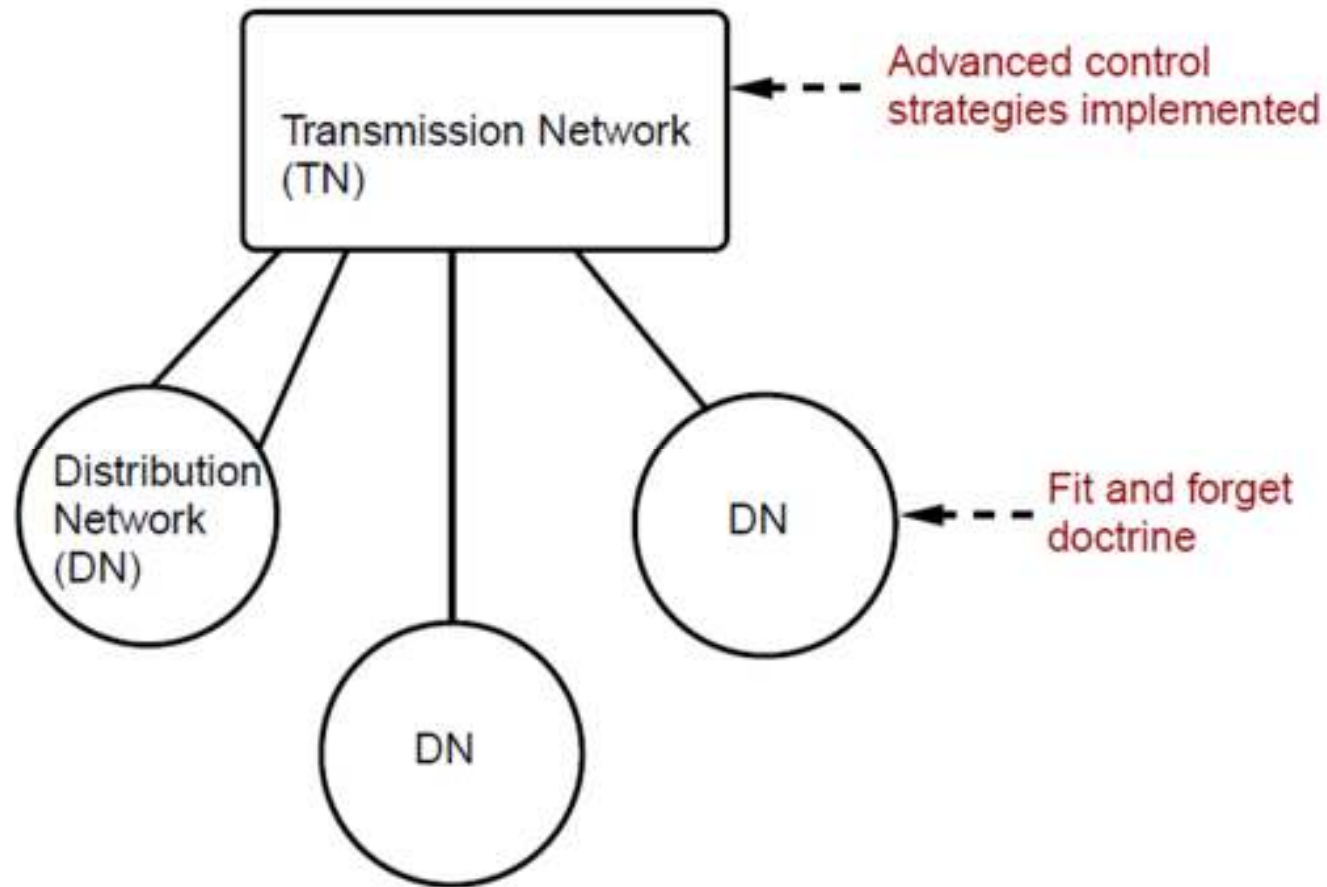 Advanced control
strategies implemented
Transmission Network
(TN)
Distribution
Network
(DN)
DN
Fit and forget
doctrine
DN